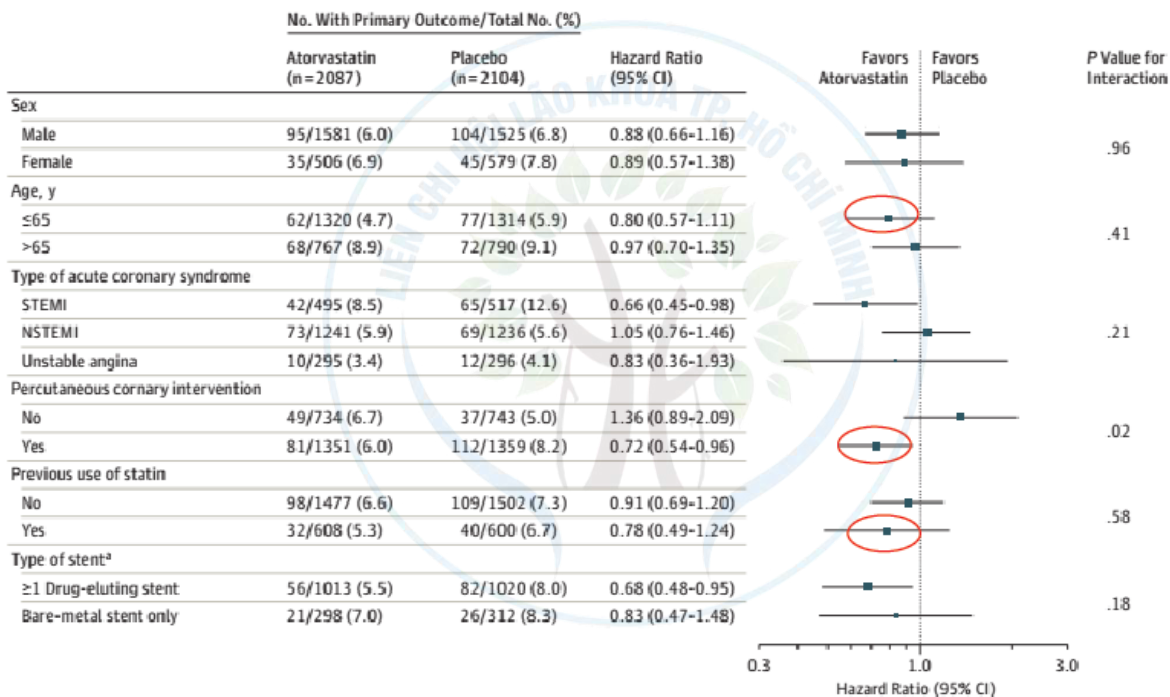 No. With Primary Outcome/Total No. (%)
Atorvastatin (n=2087) Placebo (n=2104) Hazard Ratio (95% CI) Favors Atorvastatin Favors Placebo P Value for Interaction
Sex
Male 95/1581 (6.0) 104/1525 (6.8) 0.88 (0.66-1.16)
.96
Female 35/506 (6.9) 45/579 (7.8) 0.89 (0.57-1.38)
Age, y
≤65 62/1320 (4.7) 77/1314 (5.9) 0.80 (0.57-1.11)
.41
>65 68/767 (8.9) 72/790 (9.1) 0.97 (0.70-1.35)
Type of acute coronary syndrome
STEMI 42/495 (8.5) 65/517 (12.6) 0.66 (0.45-0.98)
NSTEMI 73/1241 (5.9) 69/1236 (5.6) 1.05 (0.76-1.46) .21
Unstable angina 10/295 (3.4) 12/296 (4.1) 0.83 (0.36-1.93)
Percutaneous cornary intervention
No 49/734 (6.7) 37/743 (5.0) 1.36 (0.89-2.09)
.02
Yes 81/1351 (6.0) 112/1359 (8.2) 0.72 (0.54-0.96)
Previous use of statin
No 98/1477 (6.6) 109/1502 (7.3) 0.91 (0.69-1.20)
.58
Yes 32/608 (5.3) 40/600 (6.7) 0.78 (0.49-1.24)
Type of stentᵃ
≥1 Drug-eluting stent 56/1013 (5.5) 82/1020 (8.0) 0.68 (0.48-0.95)
.18
Bare-metal stent only 21/298 (7.0) 26/312 (8.3) 0.83 (0.47-1.48)
0.3 1.0 3.0
Hazard Ratio (95% CI)
LIÊN CHI HỘI LÃO KHOA TP. HỒ CHÍ MINH